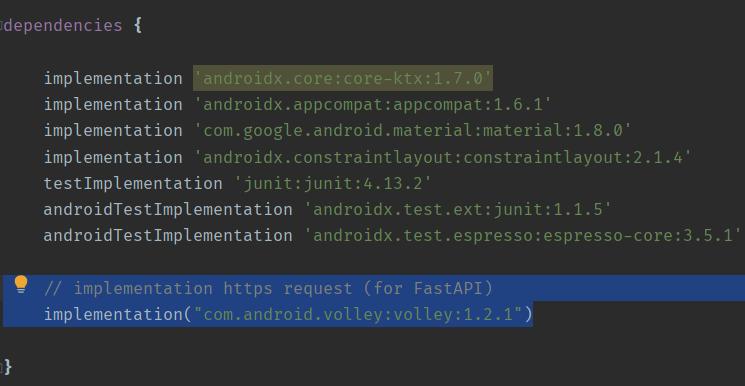 dependencies {
implementation 'androidx.core:core-ktx:1.7.0'
implementation 'androidx.appcompat:appcompat:1.6.1'
implementation 'com.google.android.material:material:1.8.0'
implementation 'androidx.constraintlayout:constraintlayout:2.1.4'
testImplementation 'junit:junit:4.13.2'
androidTestImplementation 'androidx.test.ext:junit:1.1.5'
androidTestImplementation 'androidx.test.espresso:espresso-core:3.5.1'
// implementation https request (for FastAPI)
implementation("com.android.volley:volley:1.2.1")
}